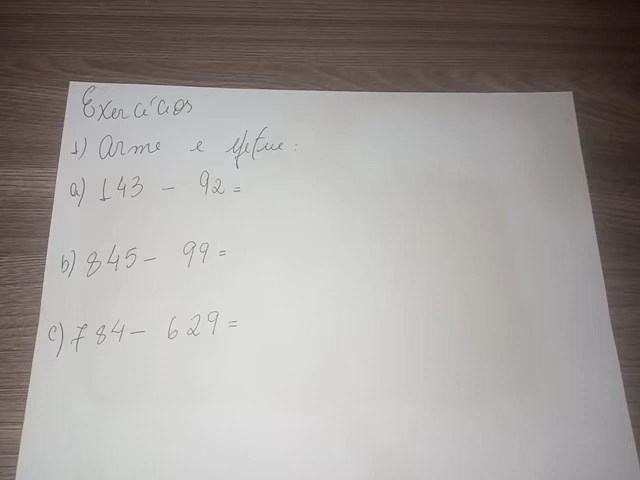 Exercícios
1) Arme e efetue:
a) 143 - 92 =
b) 845 - 99 =
c) 784 - 629 =